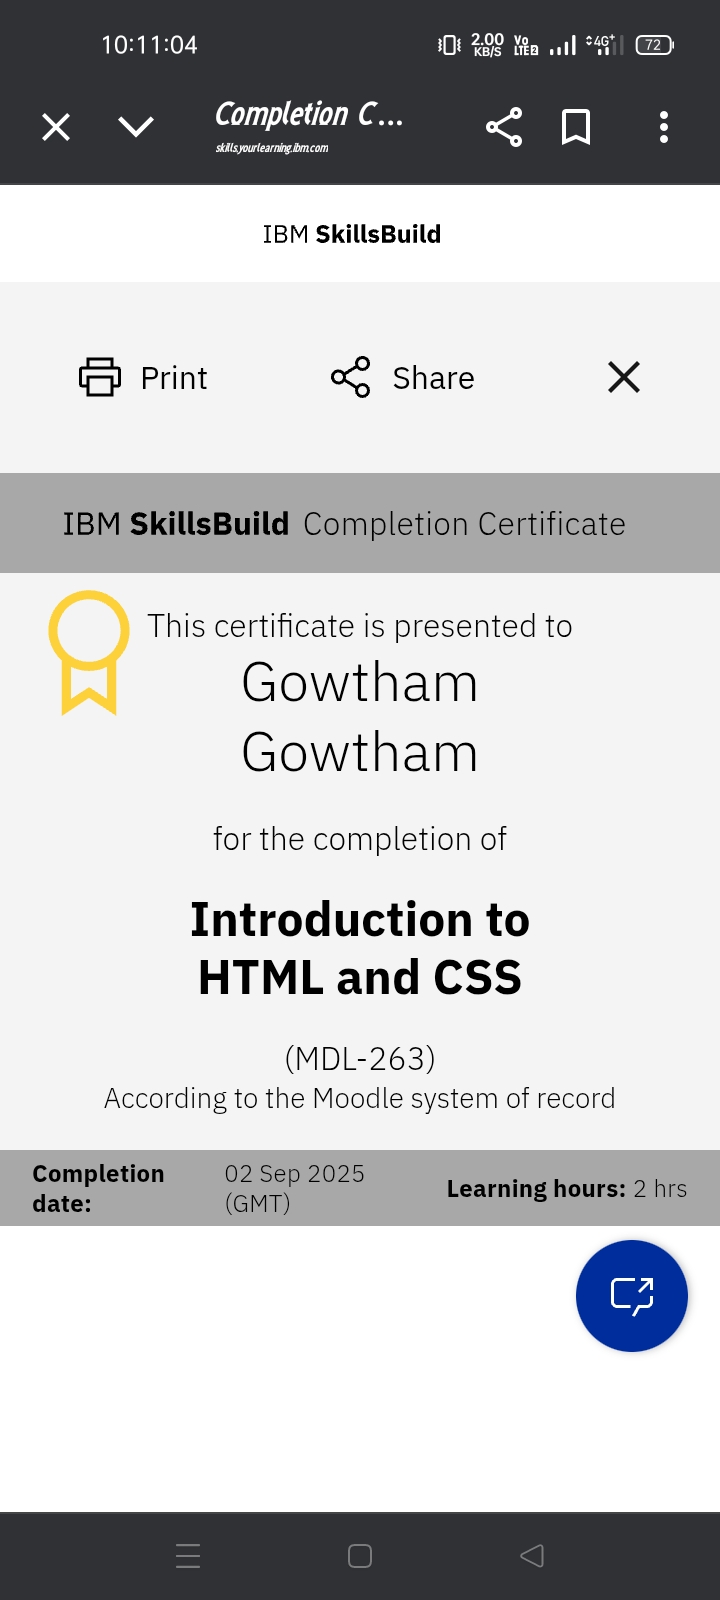 10:11:04
2.00 KB/S
Vo LTE2
4G+
72
Completion C...
skills.yourlearning.ibm.com
IBM SkillsBuild
Print
Share
IBM SkillsBuild Completion Certificate
This certificate is presented to
Gowtham
Gowtham
for the completion of
Introduction to
HTML and CSS
(MDL-263)
According to the Moodle system of record
Completion date: 02 Sep 2025 (GMT) Learning hours: 2 hrs